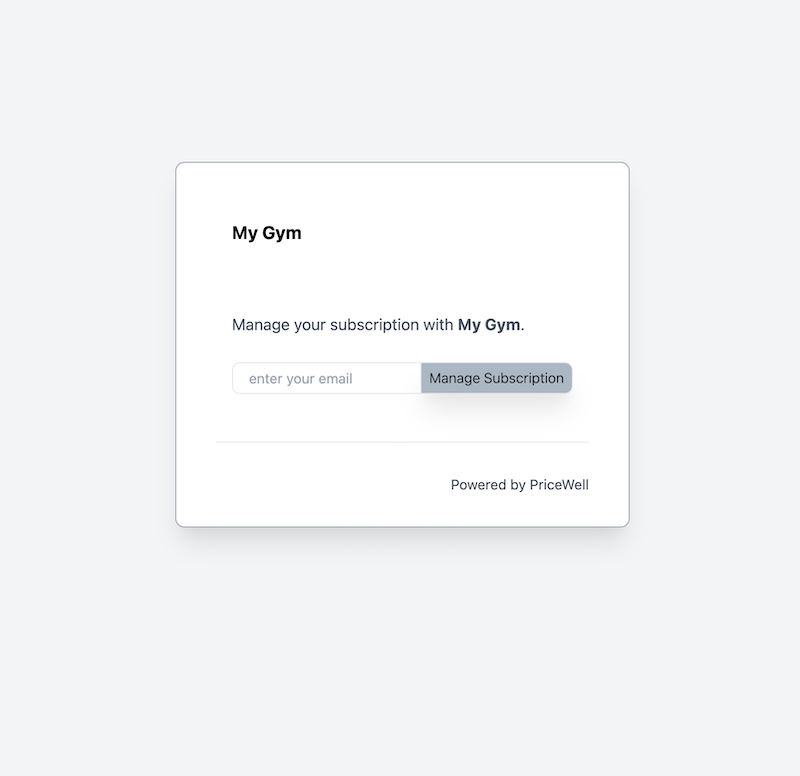 My Gym
Manage your subscription with My Gym.
enter your email
Manage Subscription
Powered by PriceWell